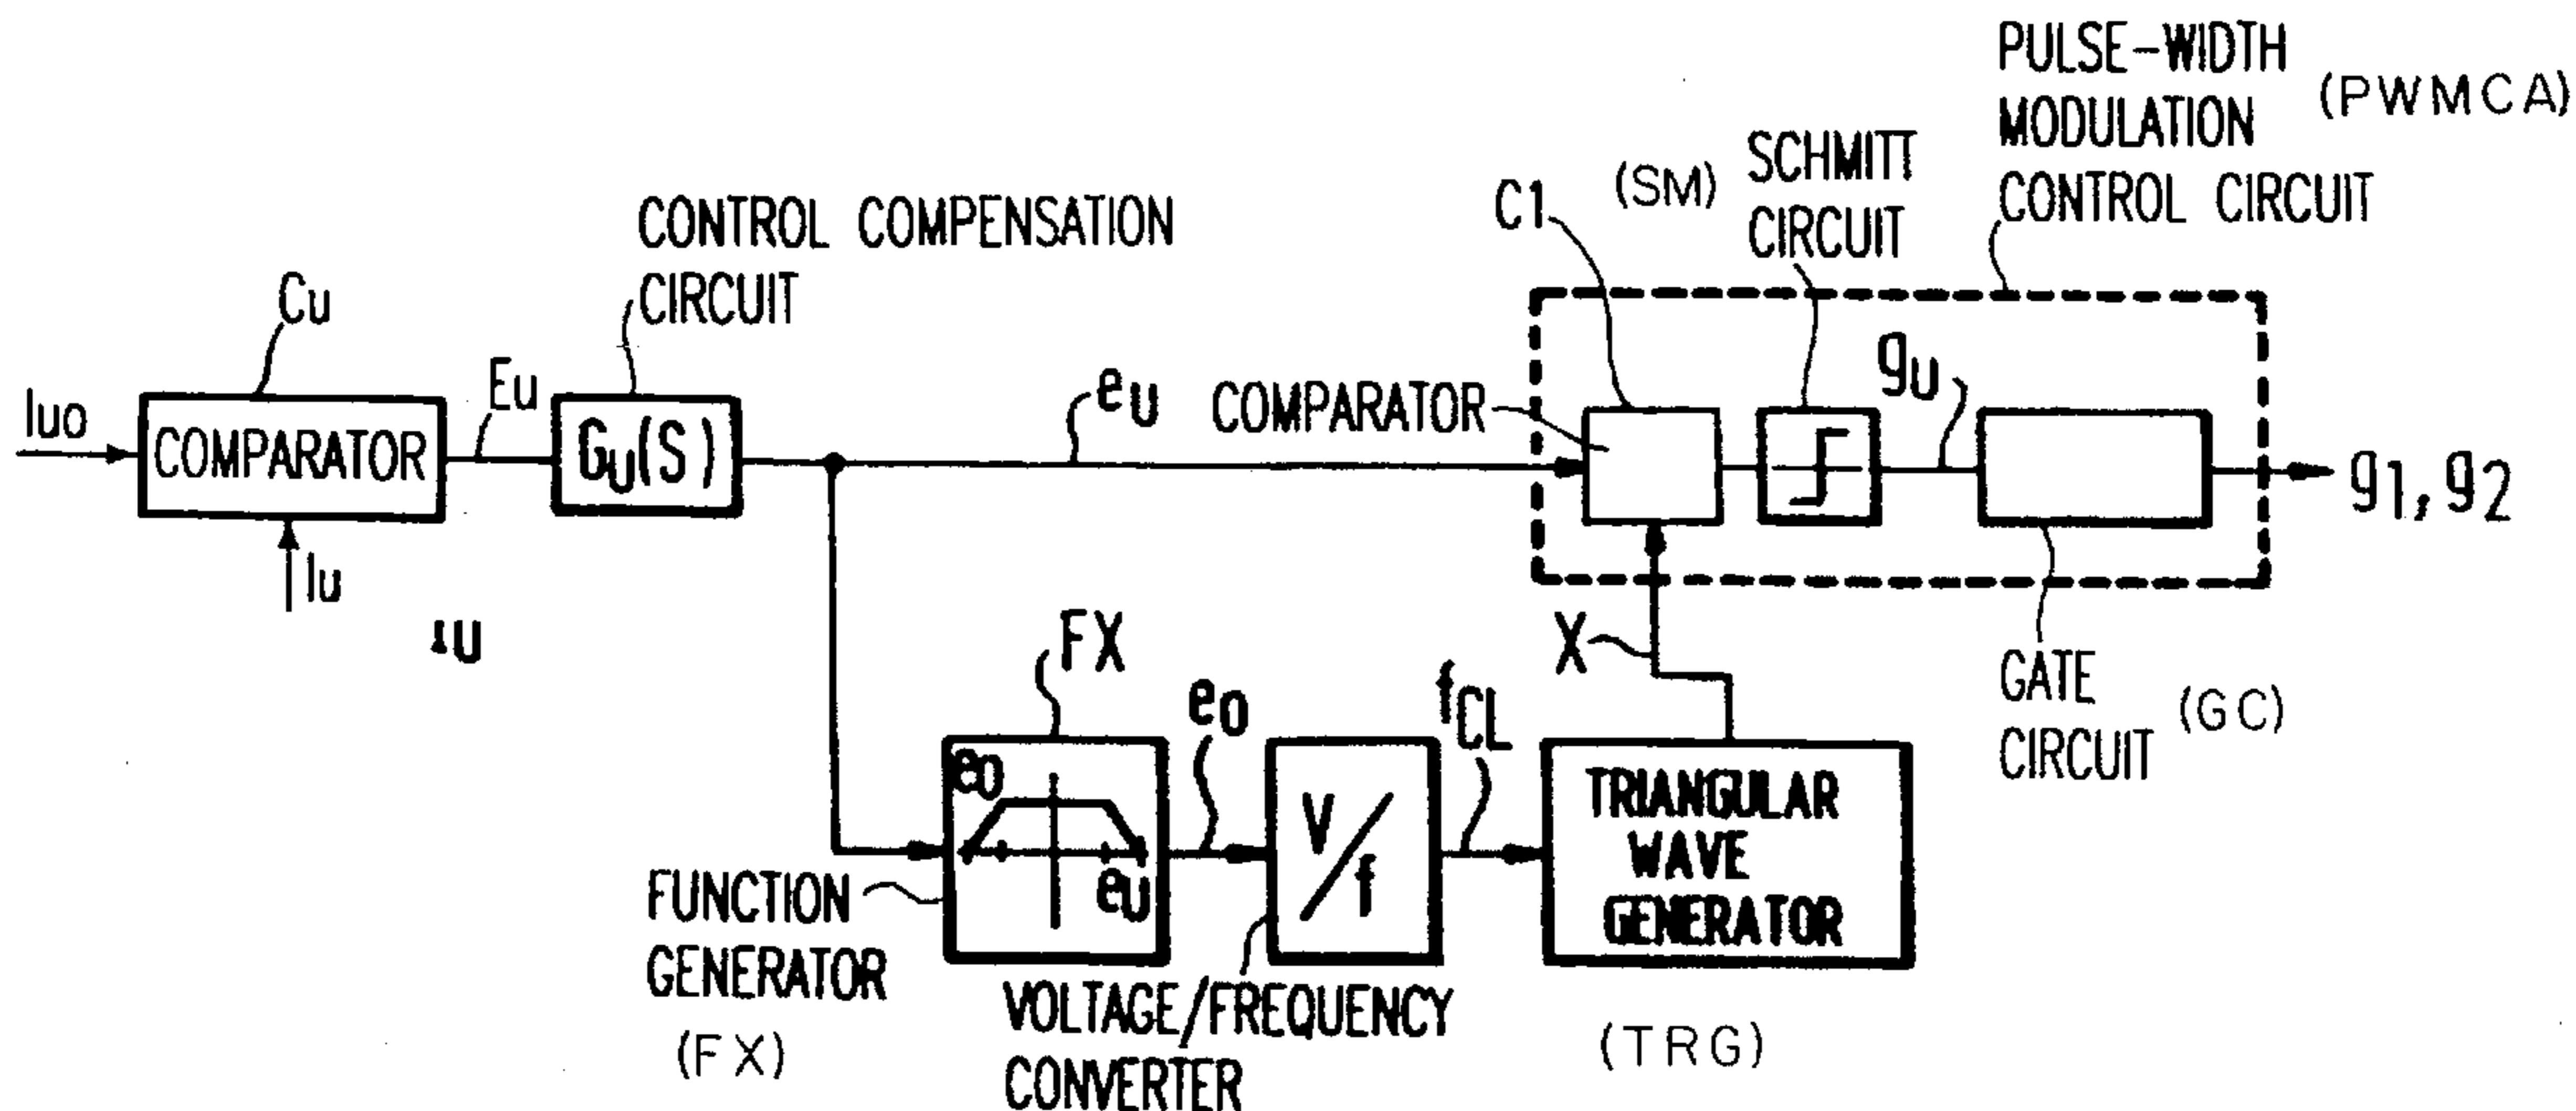 PULSE-WIDTH
MODULATION
CONTROL CIRCUIT
(PWMCA)
SCHMITT
CIRCUIT
(SM)
C1
CONTROL COMPENSATION
CIRCUIT
Cu
Iuo
COMPARATOR
Eu
GU(S)
eU
COMPARATOR
gU
g1, g2
Iu
FX
eO
fCL
X
GATE
CIRCUIT
(GC)
eO
eU
V/f
TRIANGULAR
WAVE
GENERATOR
FUNCTION
GENERATOR
(FX)
VOLTAGE/FREQUENCY
CONVERTER
(TRG)